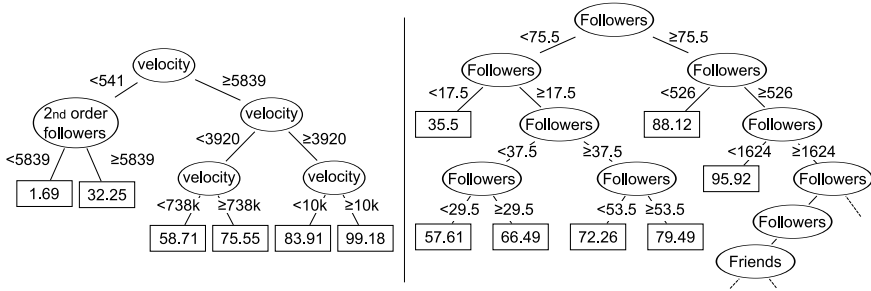 velocity
<541
≥5839
2nd order
followers
velocity
<5839
≥5839
<3920
≥3920
1.69
32.25
velocity
velocity
<738k
≥738k
<10k
≥10k
58.71
75.55
83.91
99.18
Followers
<75.5
≥75.5
Followers
Followers
<17.5
≥17.5
<526
≥526
35.5
Followers
88.12
Followers
<37.5
≥37.5
<1624
≥1624
Followers
Followers
95.92
Followers
<29.5
≥29.5
<53.5
≥53.5
57.61
66.49
72.26
79.49
Followers
Friends